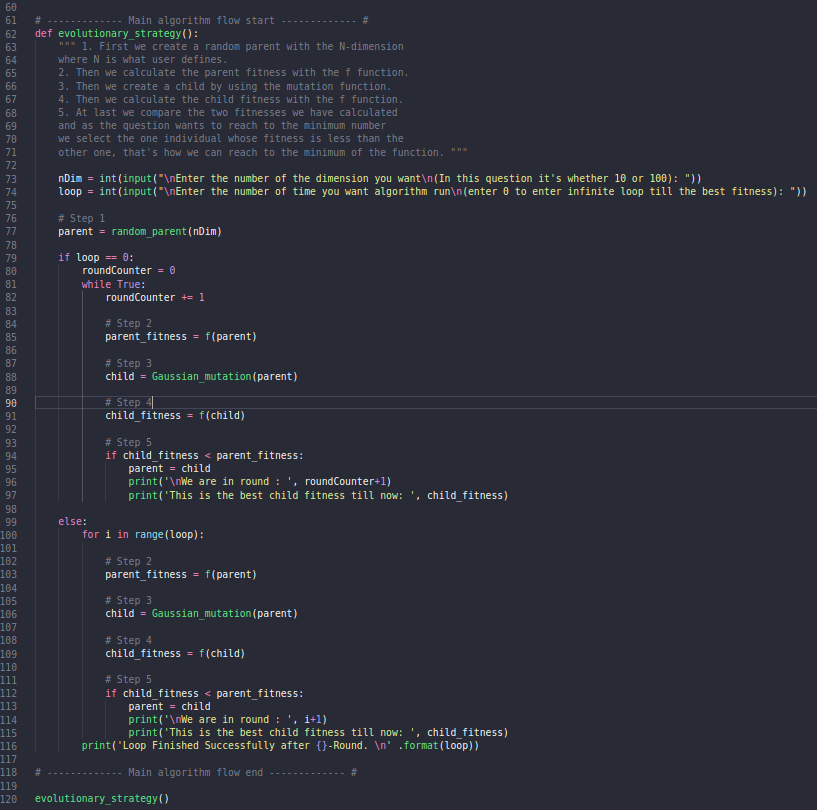 60
61 # ------------- Main algorithm flow start ------------- #
62 def evolutionary_strategy():
63     """ 1. First we create a random parent with the N-dimension
64     where N is what user defines.
65     2. Then we calculate the parent fitness with the f function.
66     3. Then we create a child by using the mutation function.
67     4. Then we calculate the child fitness with the f function.
68     5. At last we compare the two fitnesses we have calculated
69     and as the question wants to reach to the minimum number
70     we select the one individual whose fitness is less than the
71     other one, that's how we can reach to the minimum of the function. """
72
73     nDim = int(input("\nEnter the number of the dimension you want\n(In this question it's whether 10 or 100): "))
74     loop = int(input("\nEnter the number of time you want algorithm run\n(enter 0 to enter infinite loop till the best fitness): "))
75
76     # Step 1
77     parent = random_parent(nDim)
78
79     if loop == 0:
80         roundCounter = 0
81         while True:
82             roundCounter += 1
83
84             # Step 2
85             parent_fitness = f(parent)
86
87             # Step 3
88             child = Gaussian_mutation(parent)
89
90             # Step 4
91             child_fitness = f(child)
92
93             # Step 5
94             if child_fitness < parent_fitness:
95                 parent = child
96                 print('\nWe are in round : ', roundCounter+1)
97                 print('This is the best child fitness till now: ', child_fitness)
98
99     else:
100         for i in range(loop):
101
102             # Step 2
103             parent_fitness = f(parent)
104
105             # Step 3
106             child = Gaussian_mutation(parent)
107
108             # Step 4
109             child_fitness = f(child)
110
111             # Step 5
112             if child_fitness < parent_fitness:
113                 parent = child
114                 print('\nWe are in round : ', i+1)
115                 print('This is the best child fitness till now: ', child_fitness)
116         print('Loop Finished Successfully after {}-Round. \n' .format(loop))
117
118 # ------------- Main algorithm flow end ------------- #
119
120 evolutionary_strategy()